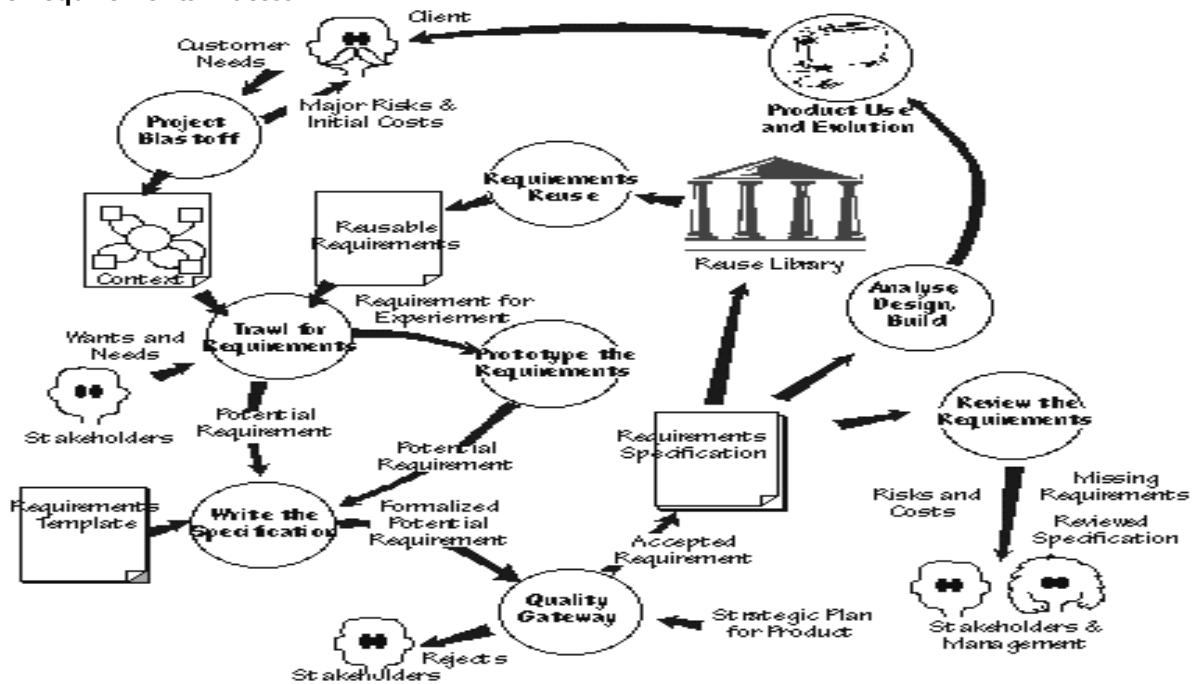 Client
Customer
Needs
Major Risks &
Initial Costs
Project
Blastoff
Product Use
and Evolution
Requirements
Reuse
Reusable
Requirements
Context
Reuse Library
Requirement for
Experiement
Analyse
Design,
Build
Trawl for
Requirements
Wants and
Needs
Stakeholders
Prototype the
Requirements
Potential
Requirement
Potential
Requirement
Requirements
Specification
Review the
Requirements
Requirements
Template
Write the
Specification
Formalized
Potential
Requirement
Accepted
Requirement
Risks and
Costs
Missing
Requirements
Reviewed
Specification
Quality
Gateway
Strategic Plan
for Product
Stakeholders &
Management
Rejects
Stakeholders